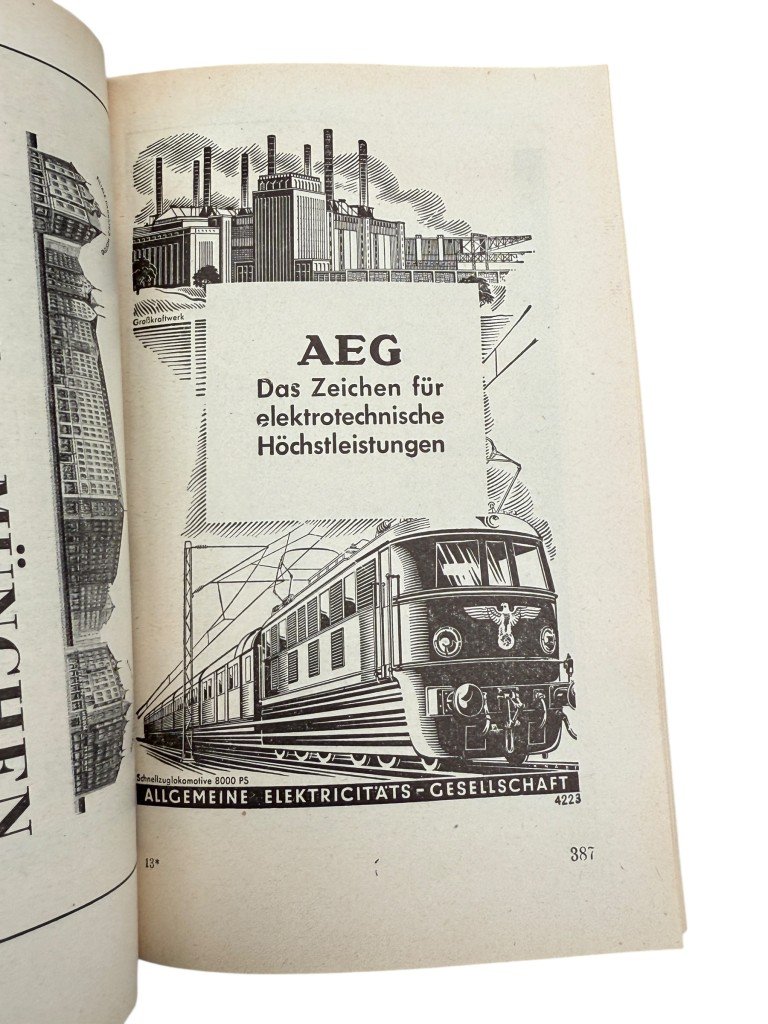 MÜNCHEN
Großkraftwerk
AEG
Das Zeichen für
elektrotechnische
Höchstleistungen
Schnellzuglokomotive 8000 PS
ALLGEMEINE ELEKTRICITÄTS-GESELLSCHAFT
4223
13*
387